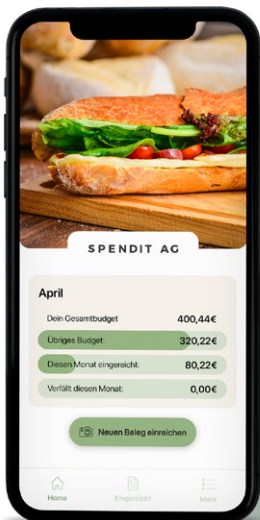 SPENDIT AG
April
Dein Gesamtbudget 400,44€
Übriges Budget: 320,22€
Diesen Monat eingereicht: 80,22€
Verfällt diesen Monat: 0,00€
Neuen Beleg einreichen
Home Eingereicht Mehr